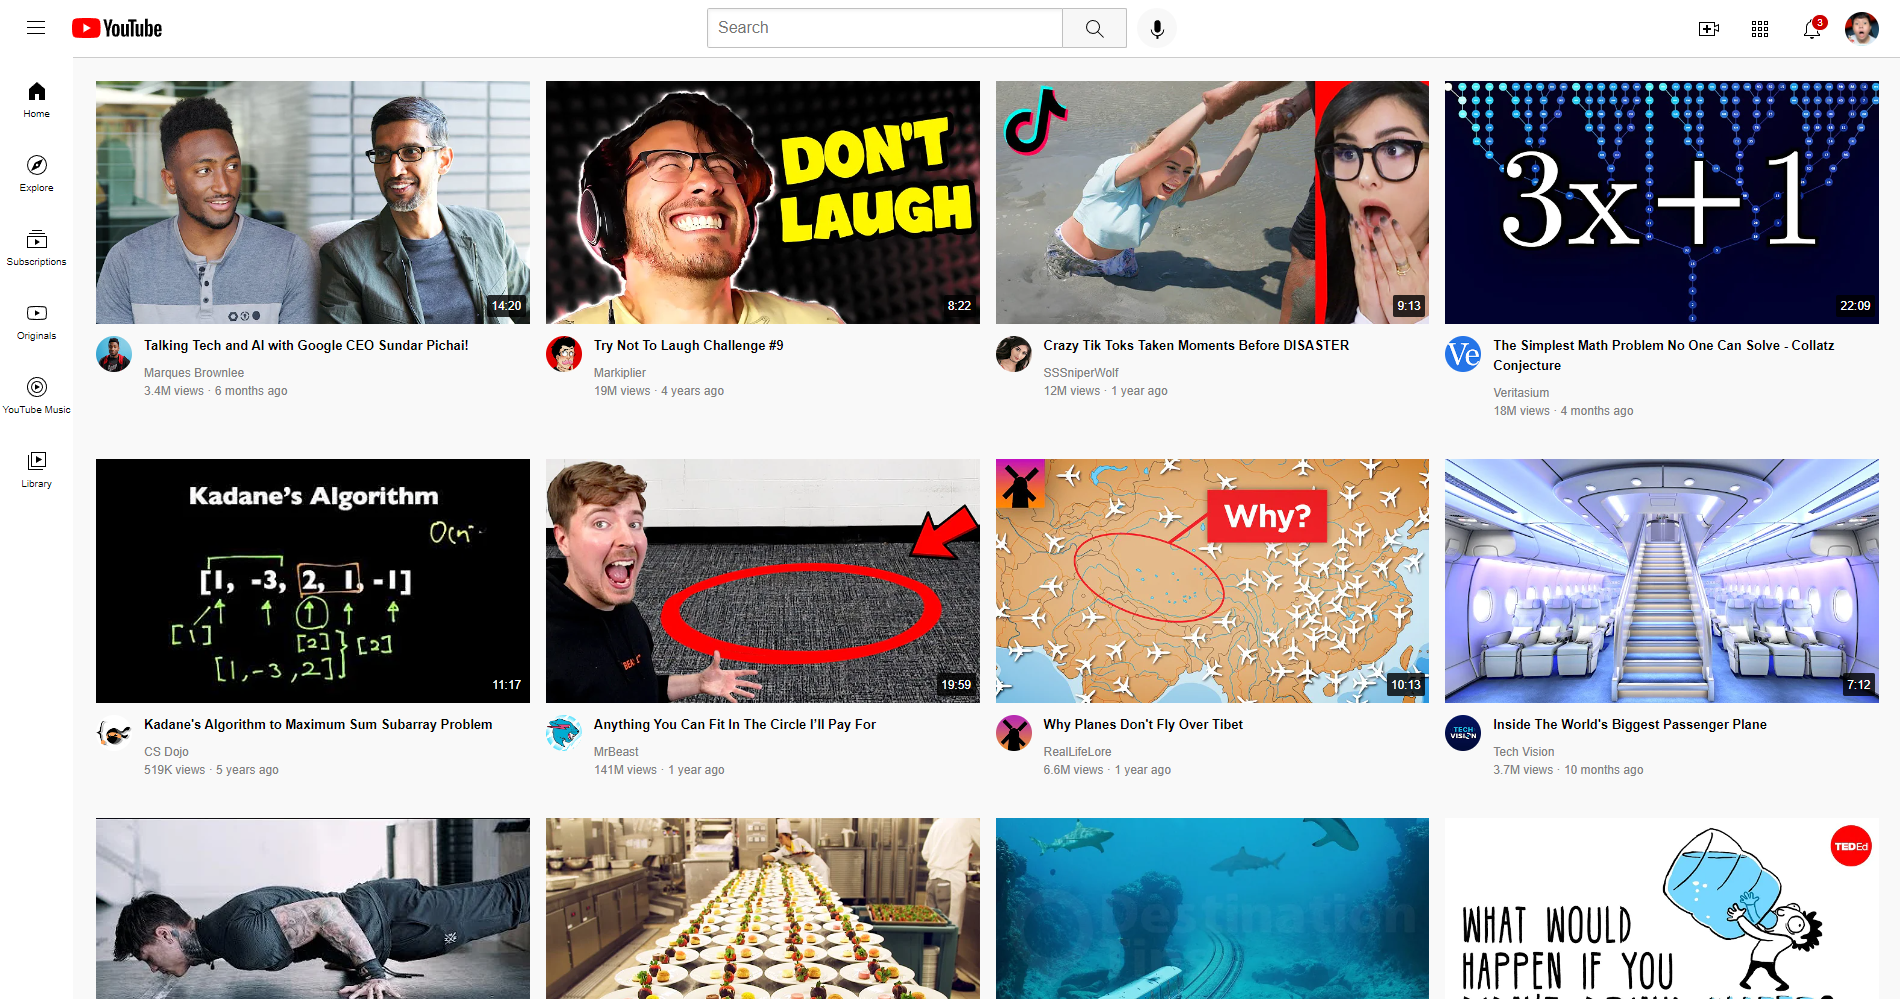 YouTube
Search
3
Home
Explore
Subscriptions
Originals
YouTube Music
Library
14:20
Talking Tech and AI with Google CEO Sundar Pichai!
Marques Brownlee
3.4M views · 6 months ago
DON'T
LAUGH
8:22
Try Not To Laugh Challenge #9
Markiplier
19M views · 4 years ago
9:13
Crazy Tik Toks Taken Moments Before DISASTER
SSSniperWolf
12M views · 1 year ago
3x+1
22:09
Ve
The Simplest Math Problem No One Can Solve - Collatz
Conjecture
Veritasium
18M views · 4 months ago
Kadane's Algorithm
[1, -3, 2, 1, -1]
[1]
[2]
[2]
[1, -3, 2]
11:17
Kadane's Algorithm to Maximum Sum Subarray Problem
CS Dojo
519K views · 5 years ago
19:59
Anything You Can Fit In The Circle I'll Pay For
MrBeast
141M views · 1 year ago
Why?
10:13
Why Planes Don't Fly Over Tibet
RealLifeLore
6.6M views · 1 year ago
7:12
TECH
VISION
Inside The World's Biggest Passenger Plane
Tech Vision
3.7M views · 10 months ago
Destination
TEDEd
WHAT WOULD
HAPPEN IF YOU